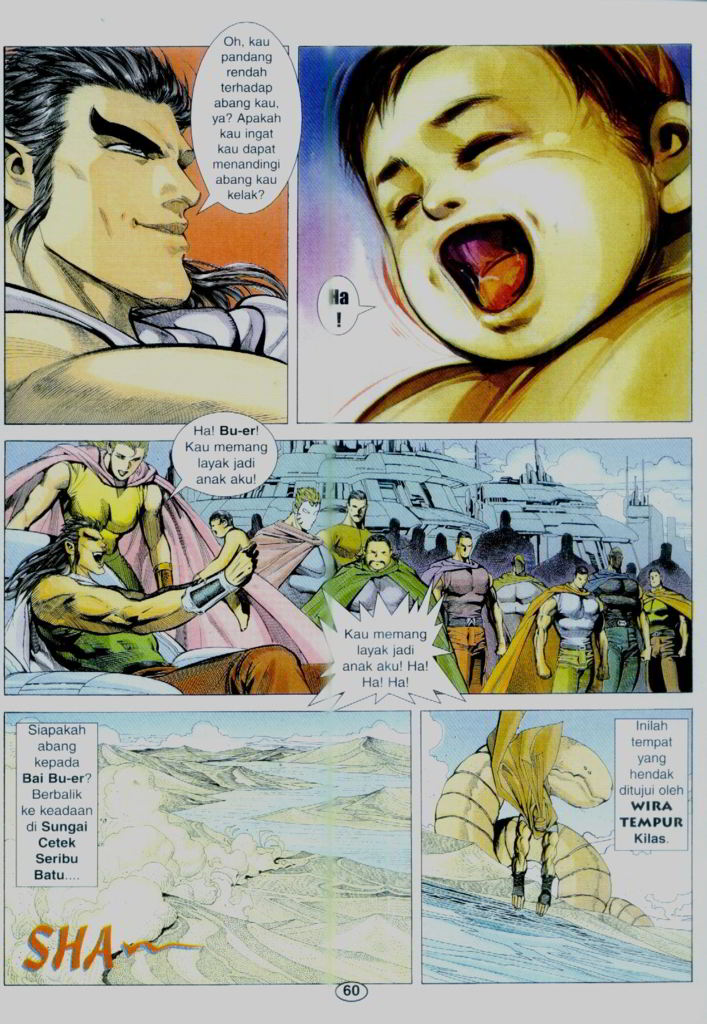 Oh, kau
pandang
rendah
terhadap
abang kau,
ya? Apakah
kau ingat
kau dapat
menandingi
abang kau
kelak?
Ha
!
Ha! Bu-er!
Kau memang
layak jadi
anak aku!
Kau memang
layak jadi
anak aku! Ha!
Ha! Ha!
Siapakah
abang
kepada
Bai Bu-er?
Berbalik
ke keadaan
di Sungai
Cetek
Seribu
Batu....
SHA
Inilah
tempat
yang
hendak
ditujui oleh
WIRA
TEMPUR
Kilas.
60